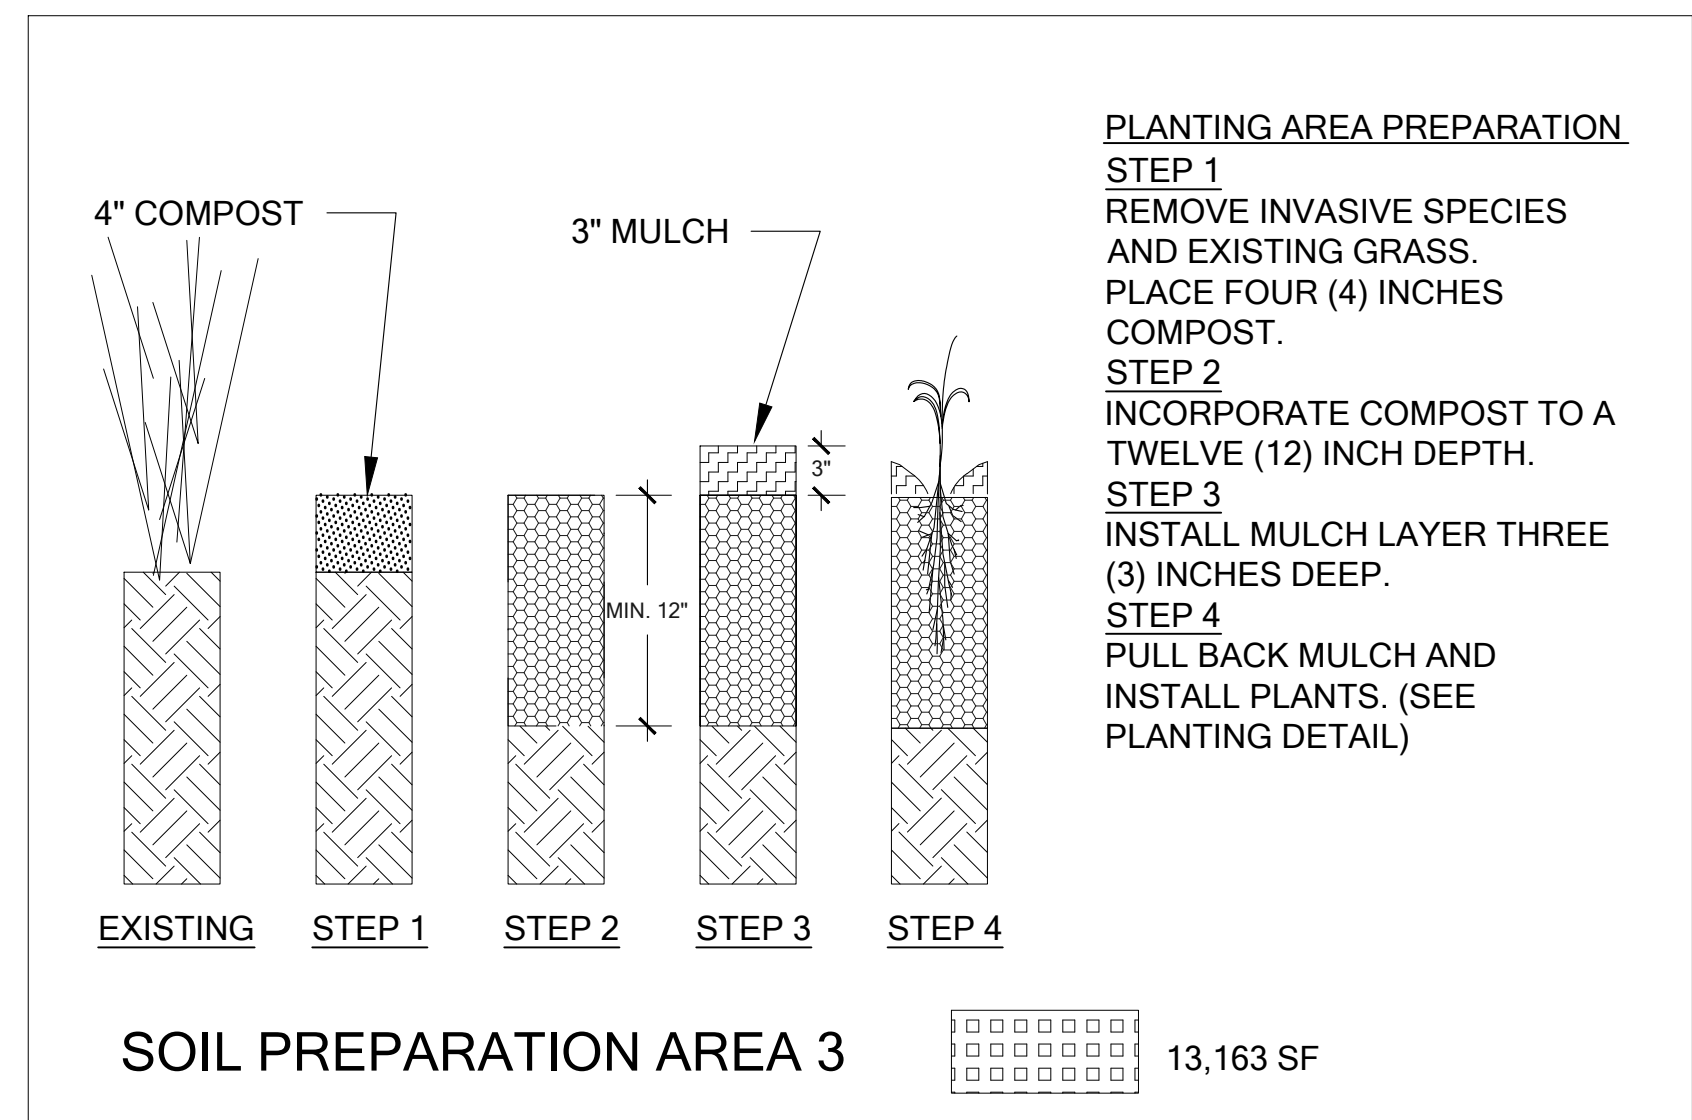 PLANTING AREA PREPARATION
STEP 1
REMOVE INVASIVE SPECIES
AND EXISTING GRASS.
PLACE FOUR (4) INCHES
COMPOST.
STEP 2
INCORPORATE COMPOST TO A
TWELVE (12) INCH DEPTH.
STEP 3
INSTALL MULCH LAYER THREE
(3) INCHES DEEP.
STEP 4
PULL BACK MULCH AND
INSTALL PLANTS. (SEE
PLANTING DETAIL)
4" COMPOST
3" MULCH
3"
MIN. 12"
EXISTING
STEP 1
STEP 2
STEP 3
STEP 4
SOIL PREPARATION AREA 3
13,163 SF